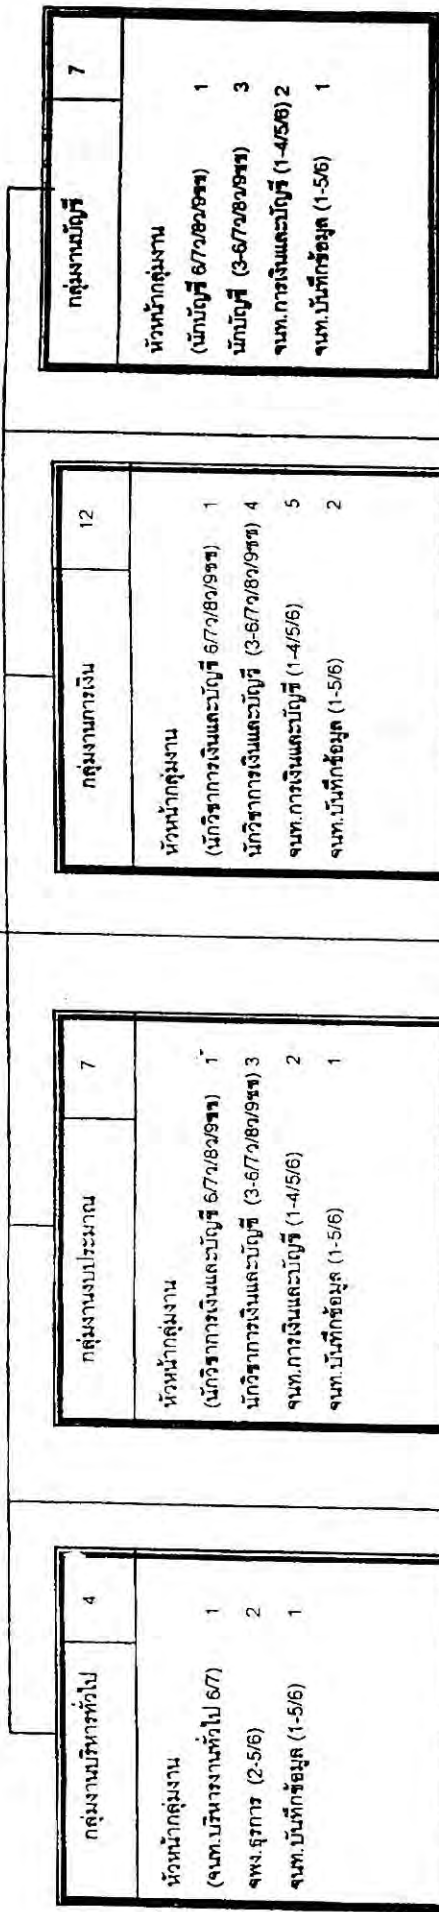 กลุ่มงานบริหารทั่วไป 4
หัวหน้ากลุ่มงาน
(จนท.บริหารงานทั่วไป 6/7) 1
จพง.ธุรการ (2-5/6) 2
จนท.บันทึกข้อมูล (1-5/6) 1
กลุ่มงานงบประมาณ 7
หัวหน้ากลุ่มงาน
(นักวิชาการเงินและบัญชี 6/7ว/8ว/9ชช) 1
นักวิชาการเงินและบัญชี (3-6/7ว/8ว/9ชช) 3
จนท.การเงินและบัญชี (1-4/5/6) 2
จนท.บันทึกข้อมูล (1-5/6) 1
กลุ่มงานการเงิน 12
หัวหน้ากลุ่มงาน
(นักวิชาการเงินและบัญชี 6/7ว/8ว/9ชช) 1
นักวิชาการเงินและบัญชี (3-6/7ว/8ว/9ชช) 4
จนท.การเงินและบัญชี (1-4/5/6) 5
จนท.บันทึกข้อมูล (1-5/6) 2
กลุ่มงานบัญชี 7
หัวหน้ากลุ่มงาน
(นักบัญชี 6/7ว/8ว/9ชช) 1
นักบัญชี (3-6/7ว/8ว/9ชช) 3
จนท.การเงินและบัญชี (1-4/5/6) 2
จนท.บันทึกข้อมูล (1-5/6) 1